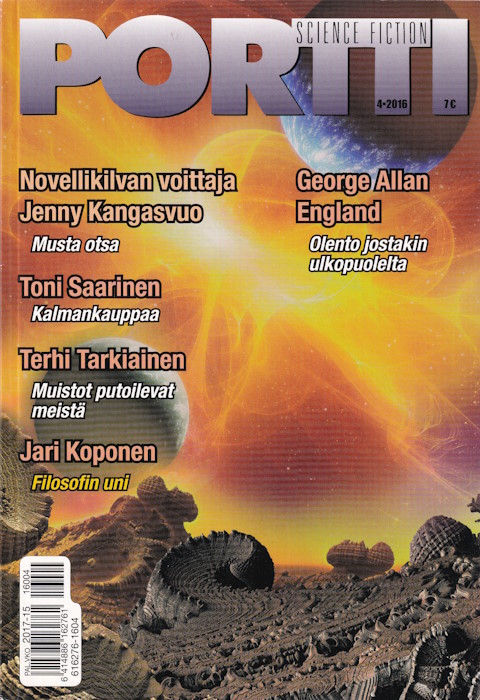 PORTTI
SCIENCE FICTION
4•2016 7 €
Novellikilvan voittaja
Jenny Kangasvuo
Musta otsa
Toni Saarinen
Kalmankauppaa
Terhi Tarkiainen
Muistot putoilevat
meistä
Jari Koponen
Filosofin uni
George Allan
England
Olento jostakin
ulkopuolelta
PAL.VKO 2017-15
16004
6 414886 162761
616276-1604